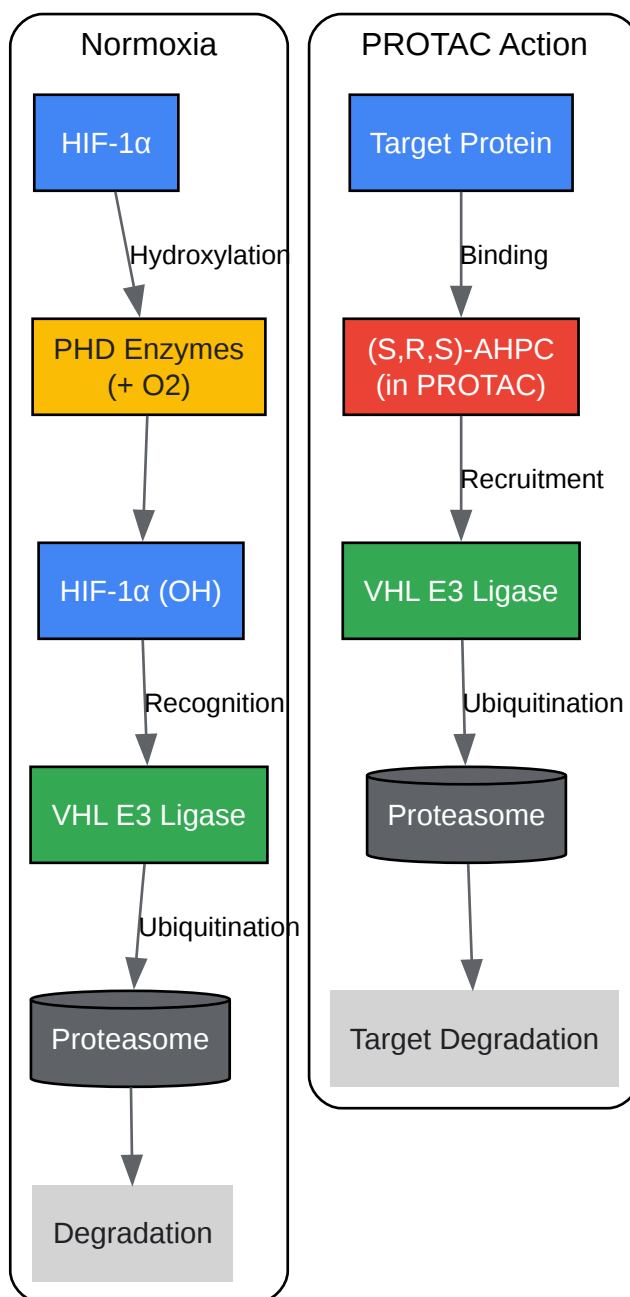 Normoxia
HIF-1α
Hydroxylation
PHD Enzymes
(+ O2)
HIF-1α (OH)
Recognition
VHL E3 Ligase
Ubiquitination
Proteasome
Degradation
PROTAC Action
Target Protein
Binding
(S,R,S)-AHPC
(in PROTAC)
Recruitment
VHL E3 Ligase
Ubiquitination
Proteasome
Target Degradation